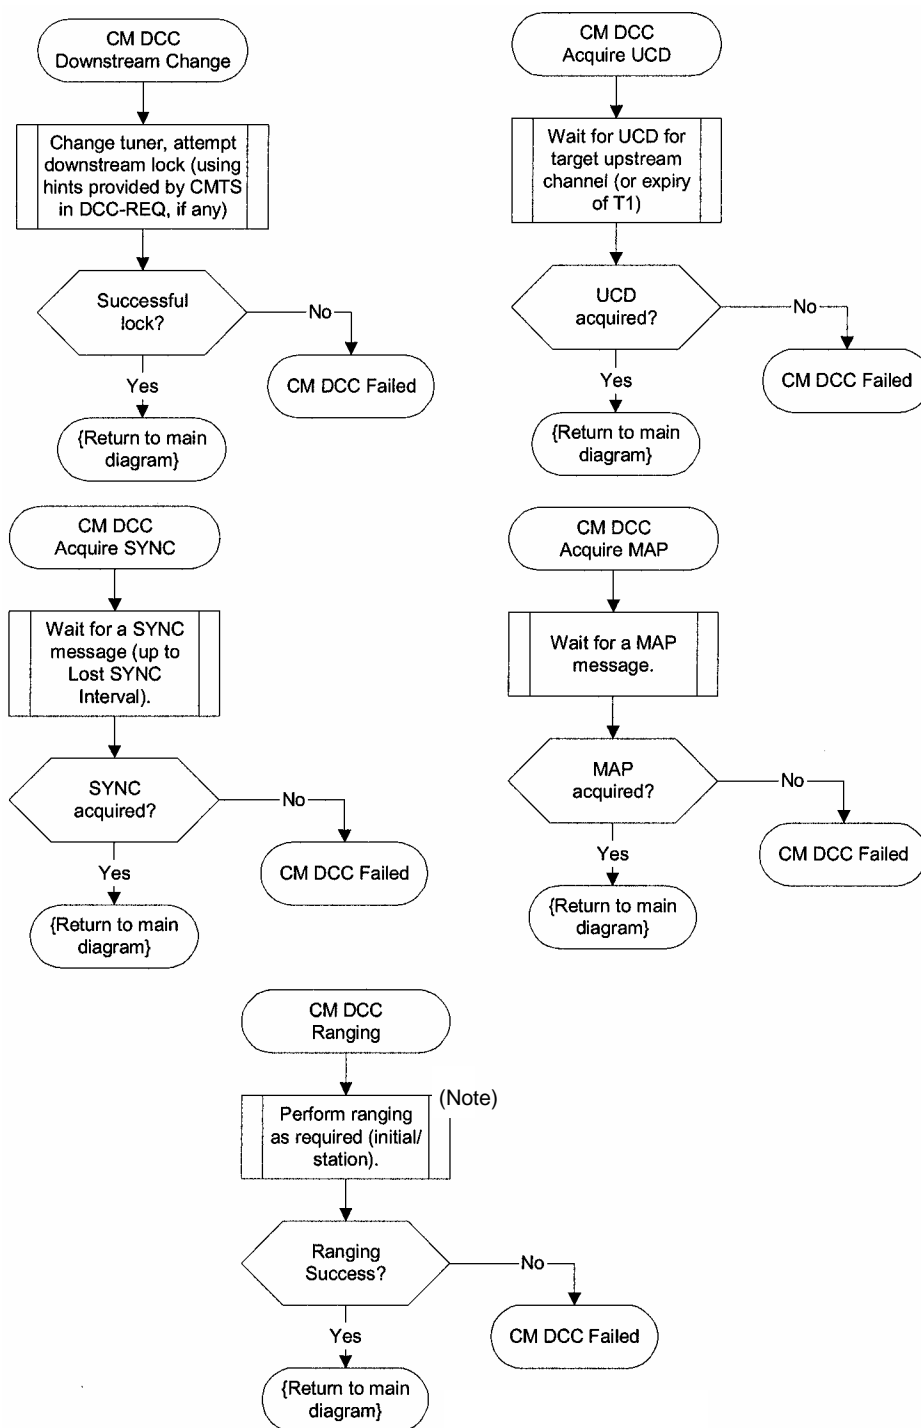 CM DCC
Downstream Change
Change tuner, attempt
downstream lock (using
hints provided by CMTS
in DCC-REQ, if any)
Successful
lock?
No
CM DCC Failed
Yes
{Return to main
diagram}
CM DCC
Acquire UCD
Wait for UCD for
target upstream
channel (or expiry
of T1)
UCD
acquired?
No
CM DCC Failed
Yes
{Return to main
diagram}
CM DCC
Acquire SYNC
Wait for a SYNC
message (up to
Lost SYNC
Interval).
SYNC
acquired?
No
CM DCC Failed
Yes
{Return to main
diagram}
CM DCC
Acquire MAP
Wait for a MAP
message.
MAP
acquired?
No
CM DCC Failed
Yes
{Return to main
diagram}
CM DCC
Ranging
(Note)
Perform ranging
as required (initial/
station).
Ranging
Success?
No
CM DCC Failed
Yes
{Return to main
diagram}